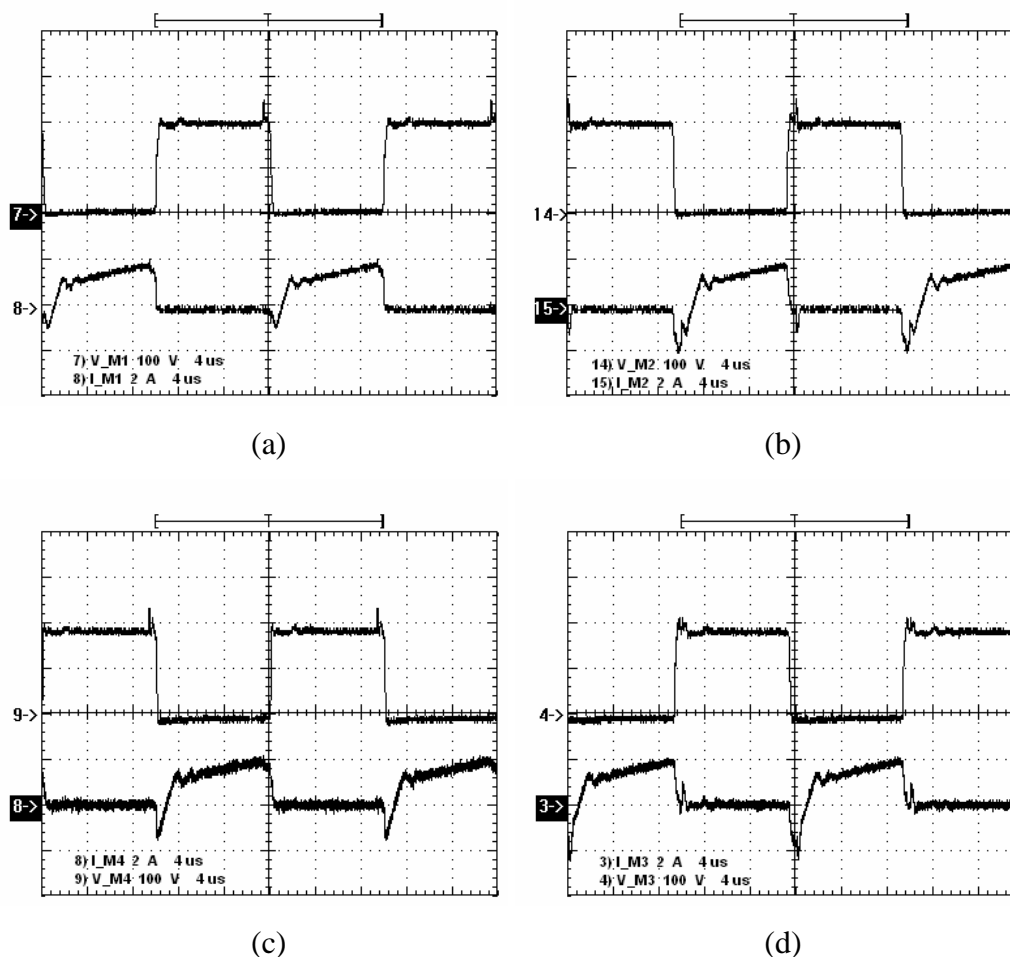 7->
8->
7) V_M1 100 V 4 us
8) I_M1 2 A 4 us
(a)
14->
15->
14) V_M2 100 V 4 us
15) I_M2 2 A 4 us
(b)
9->
8->
8) I_M4 2 A 4 us
9) V_M4 100 V 4 us
(c)
4->
3->
3) I_M3 2 A 4 us
4) V_M3 100 V 4 us
(d)